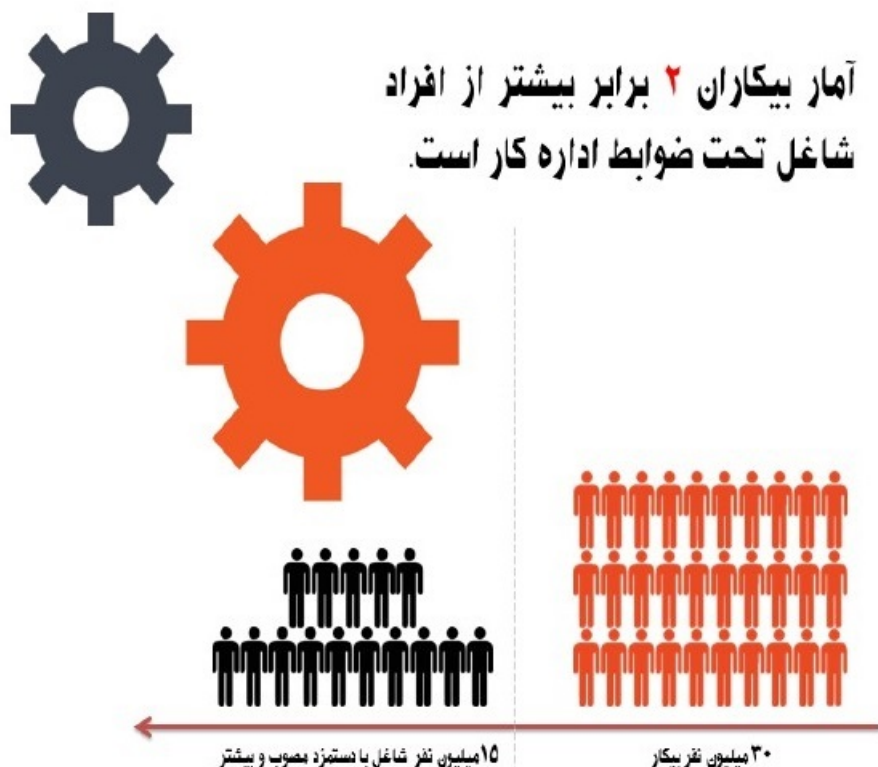 آمار بیکاران ۲ برابر بیشتر از افراد
شاغل تحت ضوابط اداره کار است.
۳۰ میلیون نفر بیکار
۱۵میلیون نفر شاغل با دستمزد مصوب و بیشتر